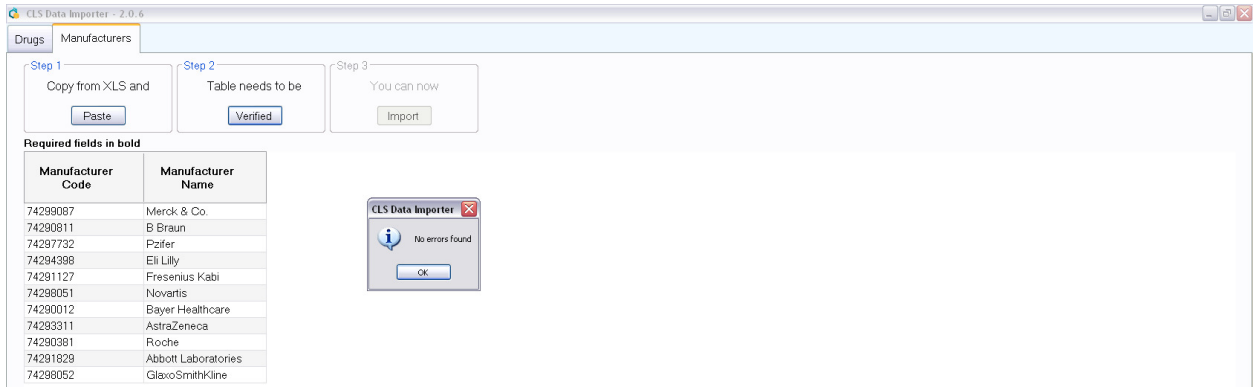 CLS Data Importer - 2.0.6
Drugs Manufacturers
Step 1 Step 2 Step 3
Copy from XLS and Table needs to be You can now
Paste Verified Import
Required fields in bold
Manufacturer Code Manufacturer Name
74299087 Merck & Co.
74290811 B Braun
74297732 Pzifer
74294398 Eli Lilly
74291127 Fresenius Kabi
74298051 Novartis
74290012 Bayer Healthcare
74293311 AstraZeneca
74290381 Roche
74291829 Abbott Laboratories
74298052 GlaxoSmithKline
CLS Data Importer
No errors found
OK